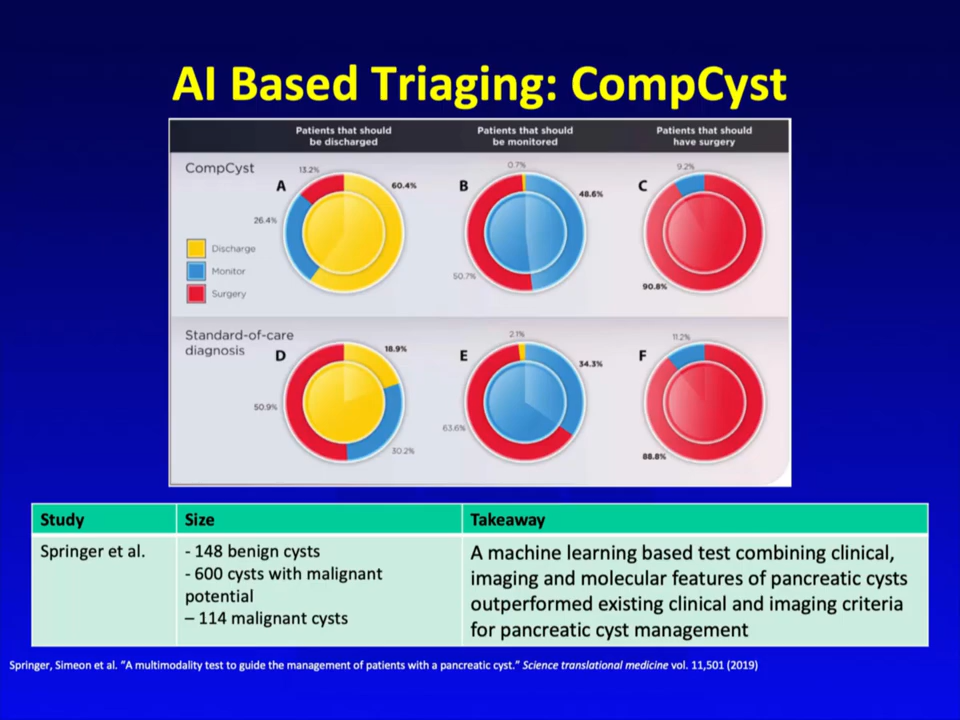 AI Based Triaging: CompCyst
Patients that should
be discharged
Patients that should
be monitored
Patients that should
have surgery
CompCyst
A
13.2%
60.4%
26.4%
B
0.7%
48.6%
50.7%
C
9.2%
90.8%
Discharge
Monitor
Surgery
Standard-of-care
diagnosis
D
18.9%
50.9%
30.2%
E
2.1%
34.3%
63.6%
F
11.2%
88.8%
Study
Size
Takeaway
Springer et al.
- 148 benign cysts
- 600 cysts with malignant
potential
– 114 malignant cysts
A machine learning based test combining clinical,
imaging and molecular features of pancreatic cysts
outperformed existing clinical and imaging criteria
for pancreatic cyst management
Springer, Simeon et al. “A multimodality test to guide the management of patients with a pancreatic cyst.” Science translational medicine vol. 11,501 (2019)